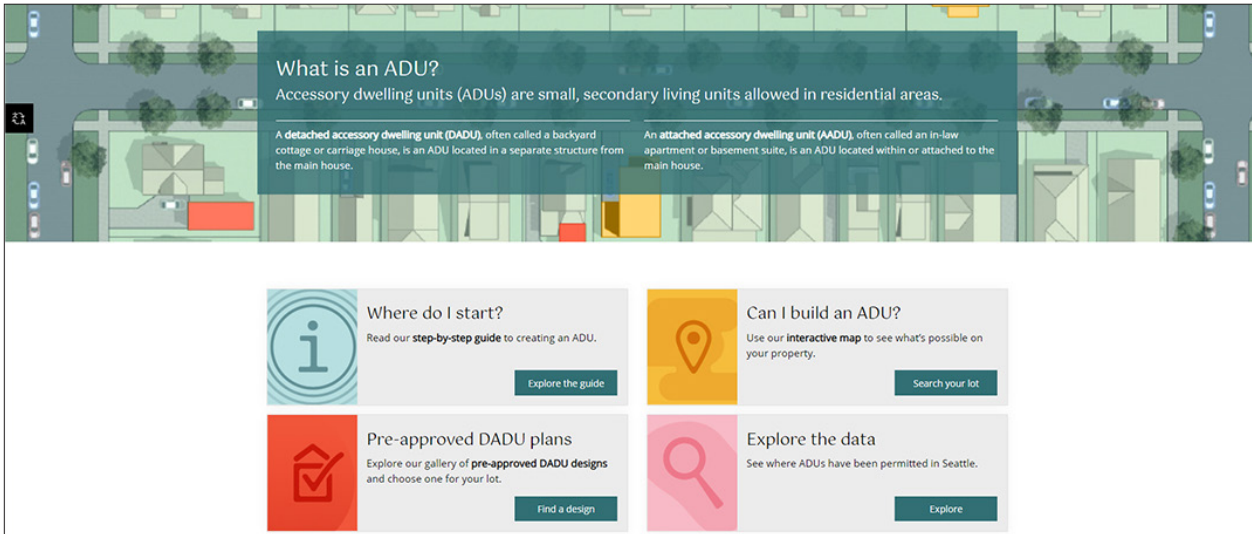 What is an ADU?
Accessory dwelling units (ADUs) are small, secondary living units allowed in residential areas.
A detached accessory dwelling unit (DADU), often called a backyard
cottage or carriage house, is an ADU located in a separate structure from
the main house.
An attached accessory dwelling unit (AADU), often called an in-law
apartment or basement suite, is an ADU located within or attached to the
main house.
Where do I start?
Read our step-by-step guide to creating an ADU.
Explore the guide
Can I build an ADU?
Use our interactive map to see what's possible on
your property.
Search your lot
Pre-approved DADU plans
Explore our gallery of pre-approved DADU designs
and choose one for your lot.
Find a design
Explore the data
See where ADUs have been permitted in Seattle.
Explore